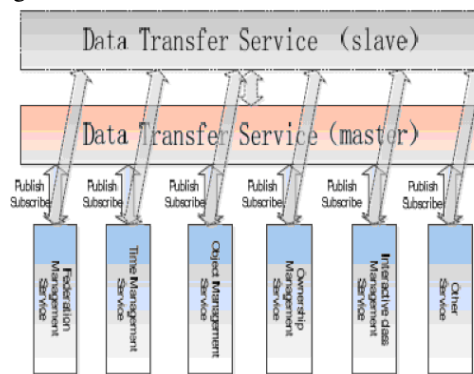 Data Transfer Service (slave)
Data Transfer Service (master)
Publish
Subscribe
Publish
Subscribe
Publish
Subscribe
Publish
Subscribe
Publish
Subscribe
Publish
Subscribe
Federation
Management
Service
Time Management
Service
Object Management
Service
Ownership
Management
Service
Interactive class
Management
Service
Other
Service